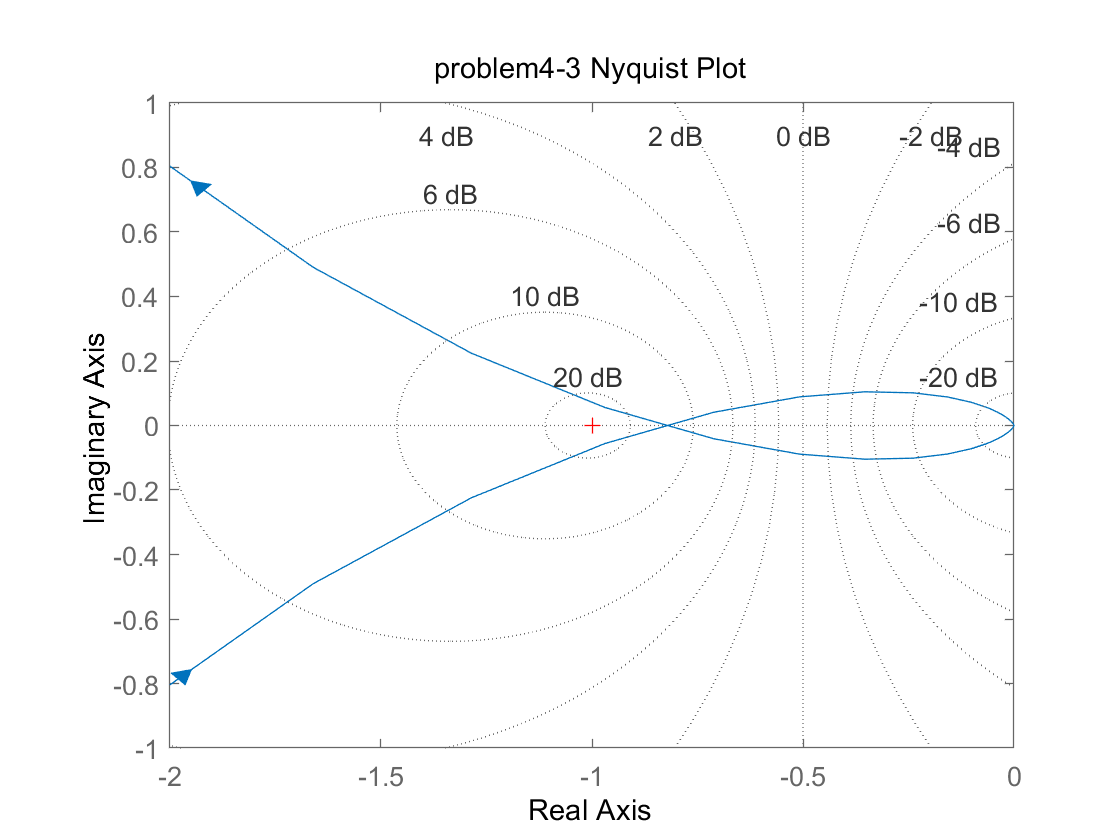 problem4-3 Nyquist Plot
1
0.8
0.6
0.4
0.2
0
-0.2
-0.4
-0.6
-0.8
-1
Imaginary Axis
4 dB
2 dB
0 dB
-2 dB
-4 dB
6 dB
-6 dB
10 dB
-10 dB
20 dB
-20 dB
-2
-1.5
-1
-0.5
0
Real Axis